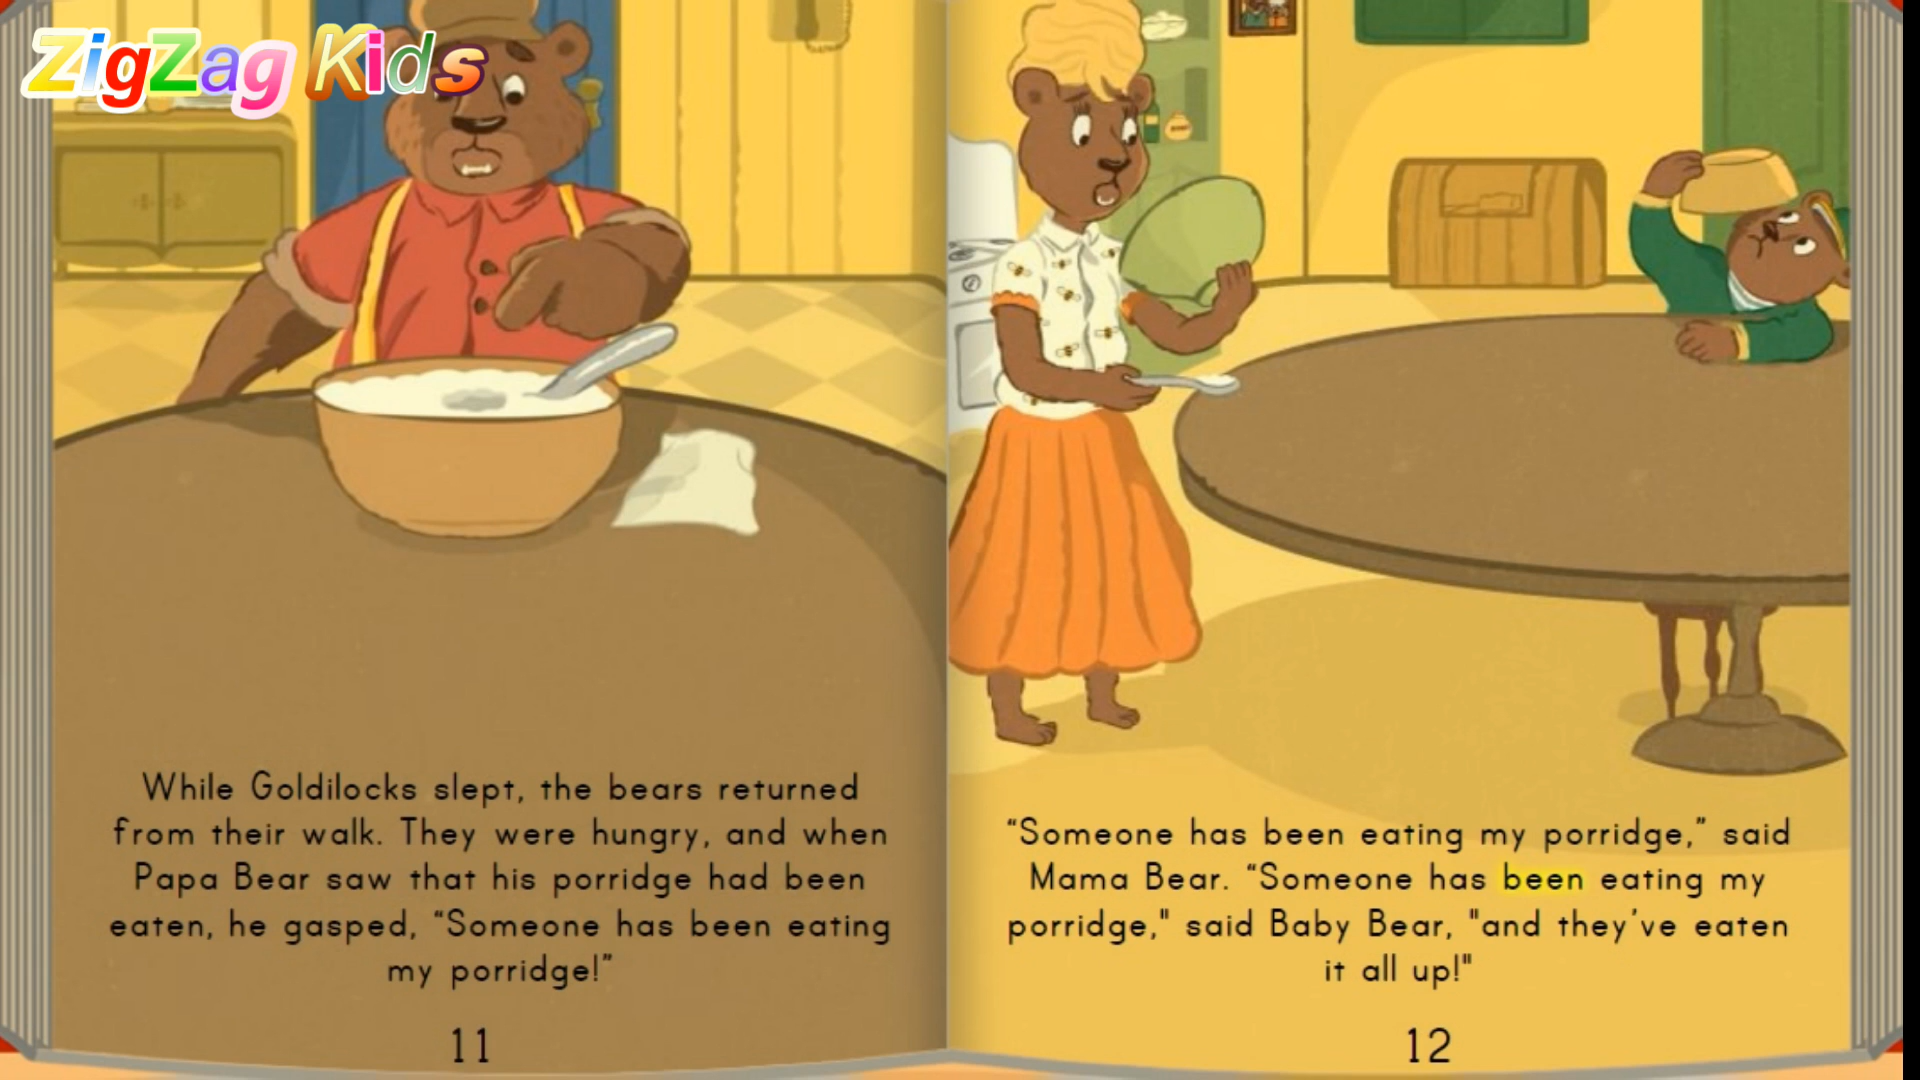 ZigZag Kids
While Goldilocks slept, the bears returned
from their walk. They were hungry, and when
Papa Bear saw that his porridge had been
eaten, he gasped, “Someone has been eating
my porridge!”
11
“Someone has been eating my porridge,” said
Mama Bear. “Someone has been eating my
porridge," said Baby Bear, "and they’ve eaten
it all up!"
12